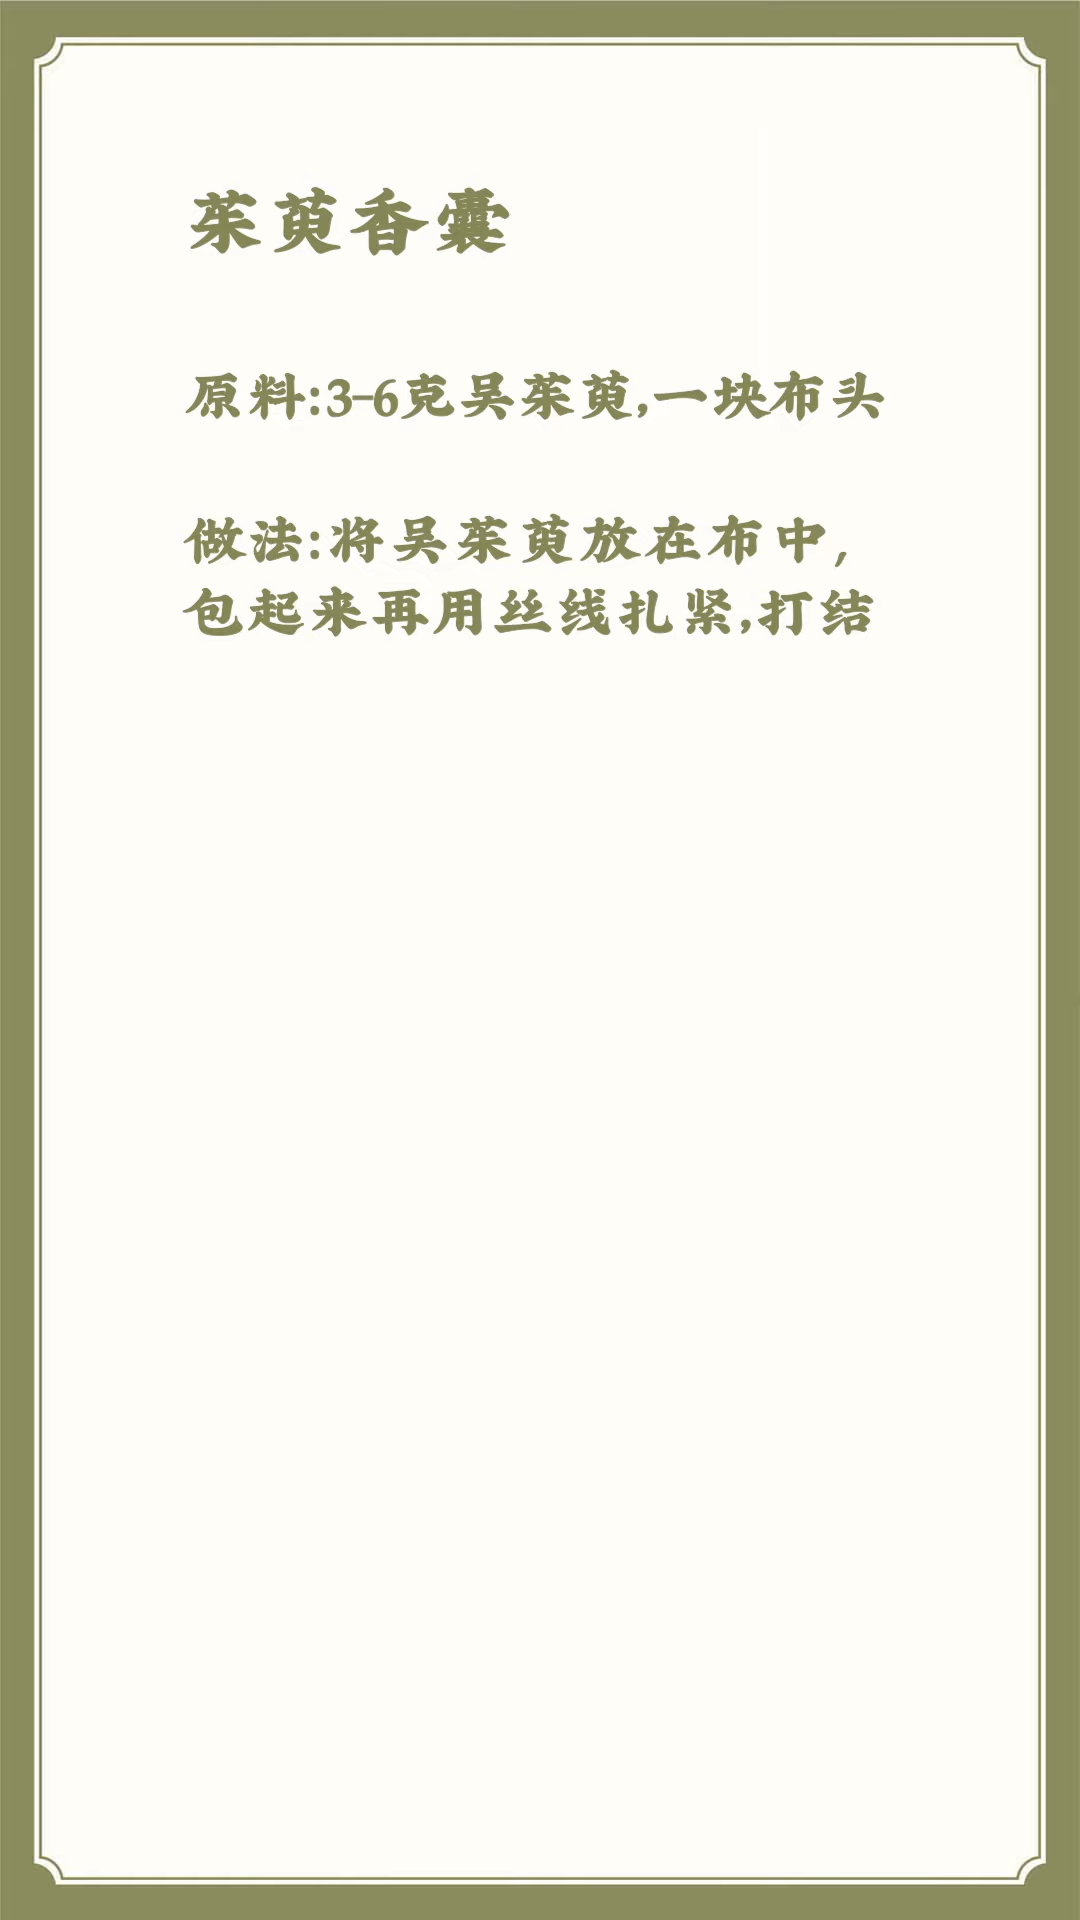 茱萸香囊
原料:3-6克吴茱萸,一块布头
做法:将吴茱萸放在布中,
包起来再用丝线扎紧,打结